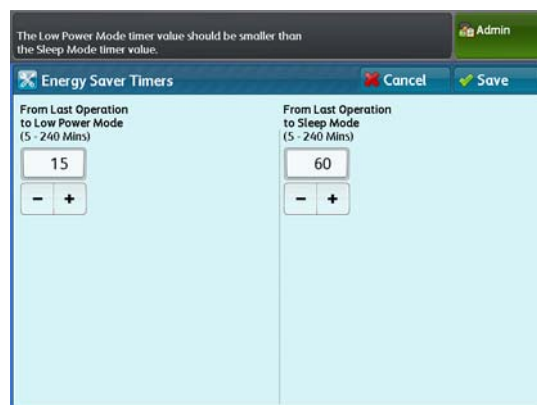 The Low Power Mode timer value should be smaller than
the Sleep Mode timer value.
Admin
Energy Saver Timers
Cancel
Save
From Last Operation
to Low Power Mode
(5 - 240 Mins)
15
- +
From Last Operation
to Sleep Mode
(5 - 240 Mins)
60
- +